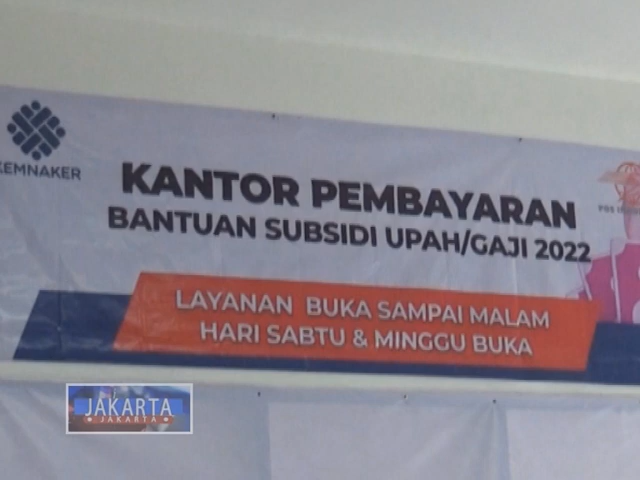 KEMNAKER
KANTOR PEMBAYARAN
BANTUAN SUBSIDI UPAH/GAJI 2022
LAYANAN BUKA SAMPAI MALAM
HARI SABTU & MINGGU BUKA
JAKARTA
JAKARTA